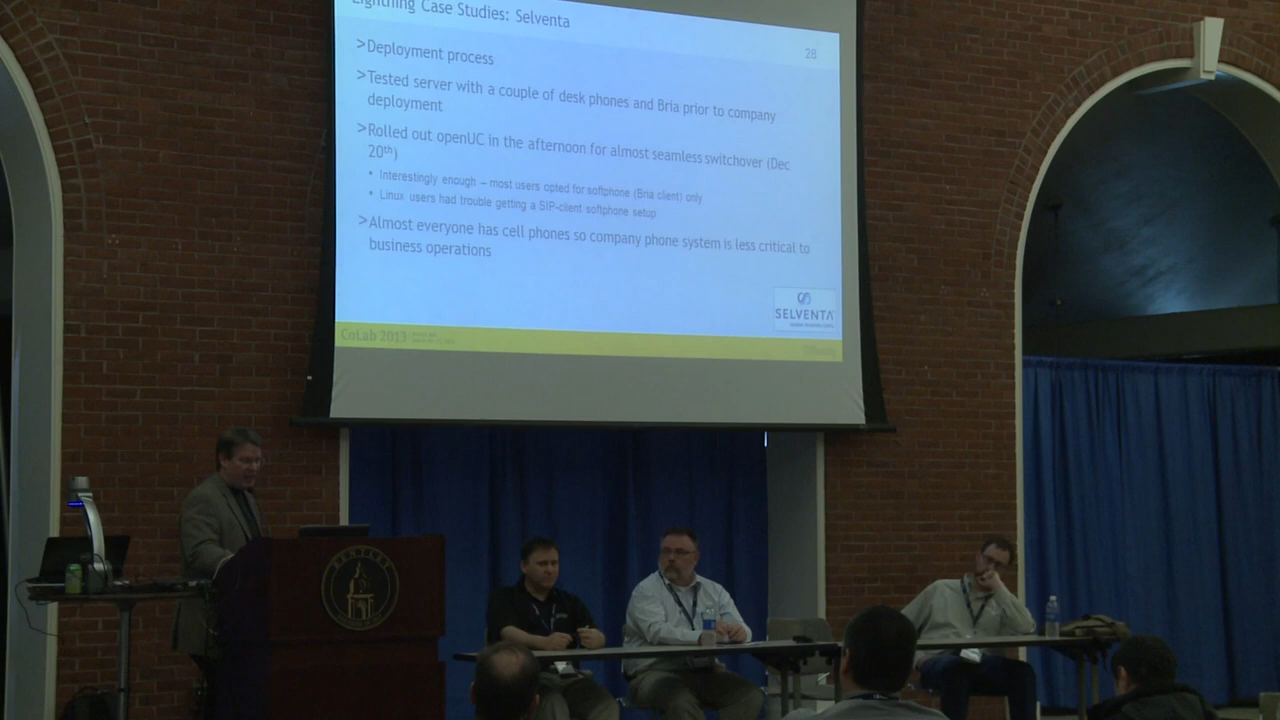 Lightning Case Studies: Selventa
28
>Deployment process
>Tested server with a couple of desk phones and Bria prior to company
deployment
>Rolled out openUC in the afternoon for almost seamless switchover (Dec
20th)
* Interestingly enough – most users opted for softphone (Bria client) only
* Linux users had trouble getting a SIP-client softphone setup
>Almost everyone has cell phones so company phone system is less critical to
business operations
SELVENTA
CoLab 2013
BENTLEY